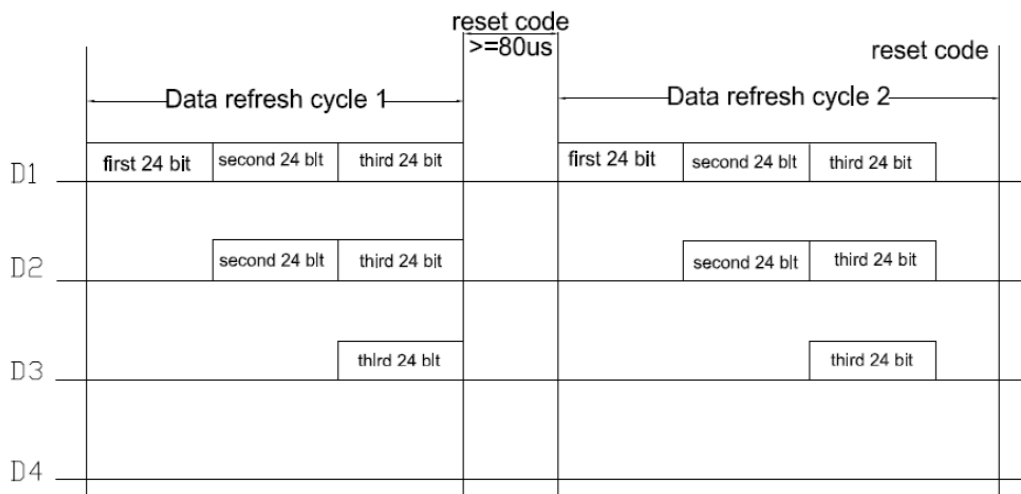 reset code
>=80us
reset code
Data refresh cycle 1
Data refresh cycle 2
D1
first 24 bit
second 24 blt
third 24 bit
first 24 bit
second 24 blt
third 24 bit
D2
second 24 blt
third 24 bit
second 24 blt
third 24 bit
D3
thlrd 24 blt
third 24 bit
D4